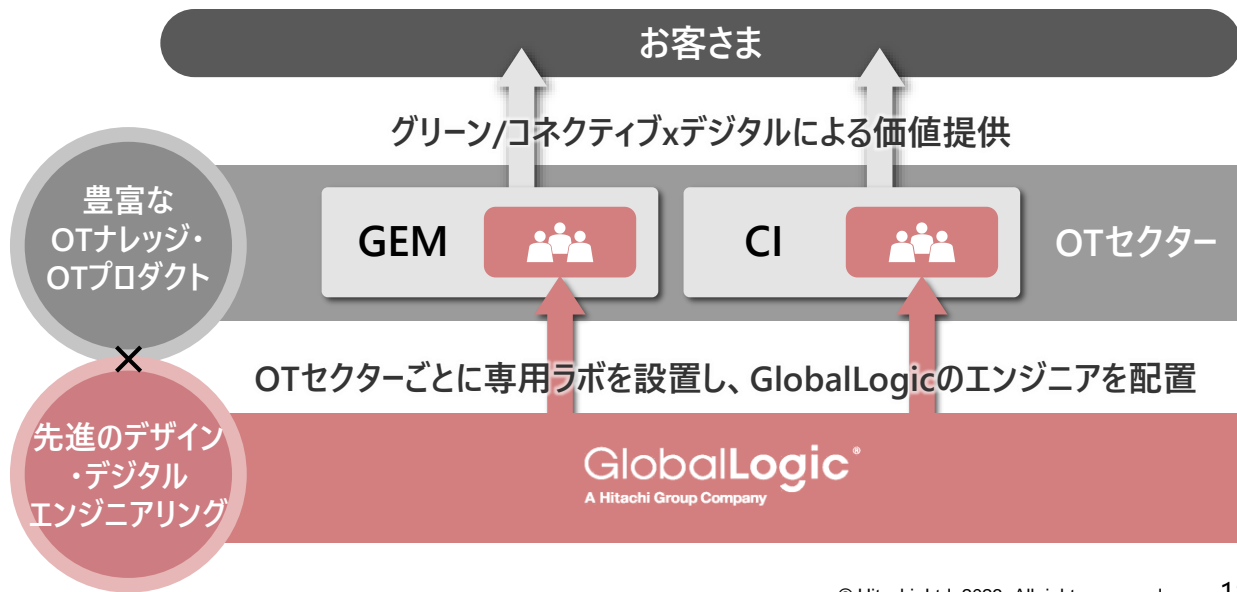 お客さま
グリーン/コネクティブxデジタルによる価値提供
豊富な
OTナレッジ・
OTプロダクト
GEM
CI
OTセクター
×
OTセクターごとに専用ラボを設置し、GlobalLogicのエンジニアを配置
先進のデザイン
・デジタル
エンジニアリング
GlobalLogic®
A Hitachi Group Company